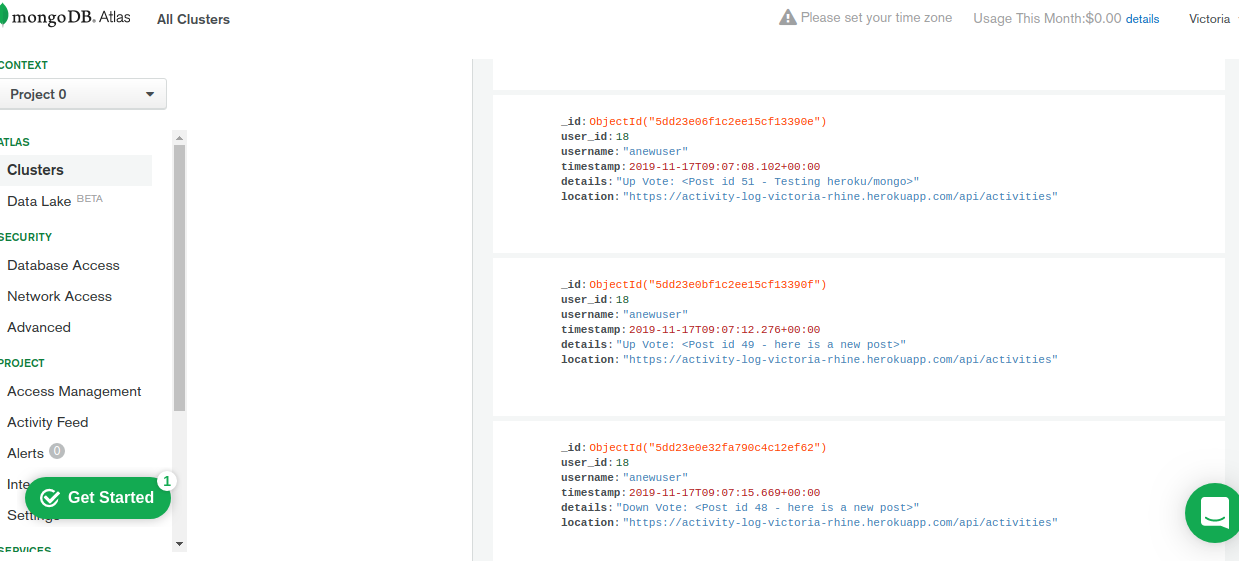 mongoDB. Atlas
All Clusters
Please set your time zone
Usage This Month:$0.00 details
Victoria
CONTEXT
Project 0
ATLAS
Clusters
Data Lake BETA
SECURITY
Database Access
Network Access
Advanced
PROJECT
Access Management
Activity Feed
Alerts 0
Inte
Get Started 1
Settings
SERVICES
_id: ObjectId("5dd23e06f1c2ee15cf13390e")
user_id: 18
username: "anewuser"
timestamp: 2019-11-17T09:07:08.102+00:00
details: "Up Vote: <Post id 51 - Testing heroku/mongo>"
location: "https://activity-log-victoria-rhine.herokuapp.com/api/activities"
_id: ObjectId("5dd23e0bf1c2ee15cf13390f")
user_id: 18
username: "anewuser"
timestamp: 2019-11-17T09:07:12.276+00:00
details: "Up Vote: <Post id 49 - here is a new post>"
location: "https://activity-log-victoria-rhine.herokuapp.com/api/activities"
_id: ObjectId("5dd23e0e32fa790c4c12ef62")
user_id: 18
username: "anewuser"
timestamp: 2019-11-17T09:07:15.669+00:00
details: "Down Vote: <Post id 48 - here is a new post>"
location: "https://activity-log-victoria-rhine.herokuapp.com/api/activities"